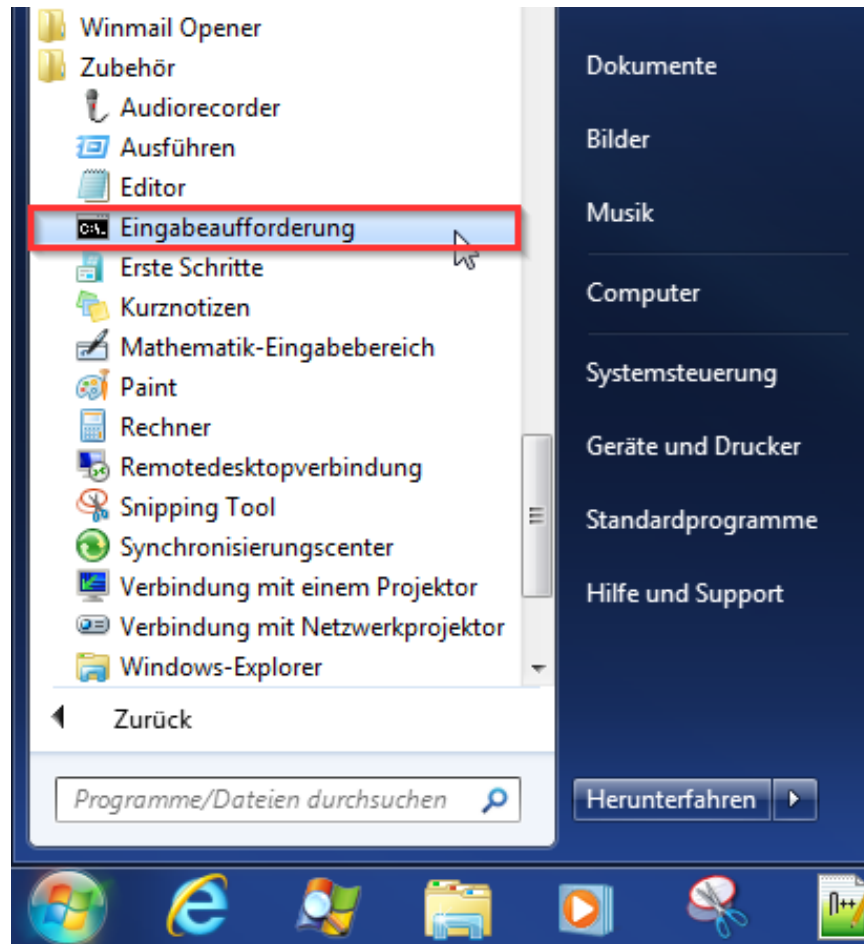 Winmail Opener
Zubehör
Audiorecorder
Ausführen
Editor
Eingabeaufforderung
Erste Schritte
Kurznotizen
Mathematik-Eingabebereich
Paint
Rechner
Remotedesktopverbindung
Snipping Tool
Synchronisierungscenter
Verbindung mit einem Projektor
Verbindung mit Netzwerkprojektor
Windows-Explorer
Zurück
Programme/Dateien durchsuchen
Dokumente
Bilder
Musik
Computer
Systemsteuerung
Geräte und Drucker
Standardprogramme
Hilfe und Support
Herunterfahren